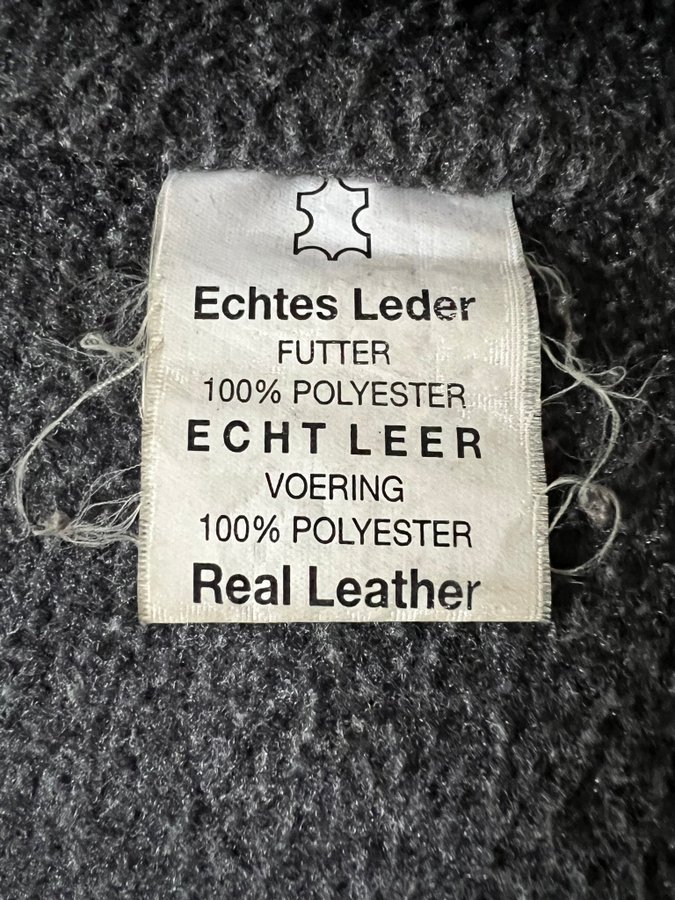 Echtes Leder
FUTTER
100% POLYESTER
ECHT LEER
VOERING
100% POLYESTER
Real Leather